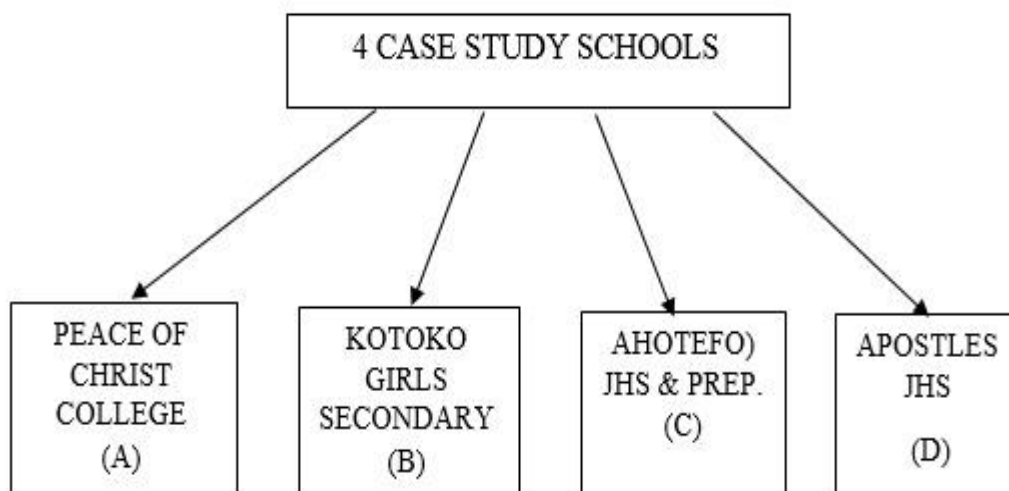 4 CASE STUDY SCHOOLS
PEACE OF
CHRIST
COLLEGE
(A)
KOTOKO
GIRLS
SECONDARY
(B)
AHOTEFO)
JHS & PREP.
(C)
APOSTLES
JHS
(D)